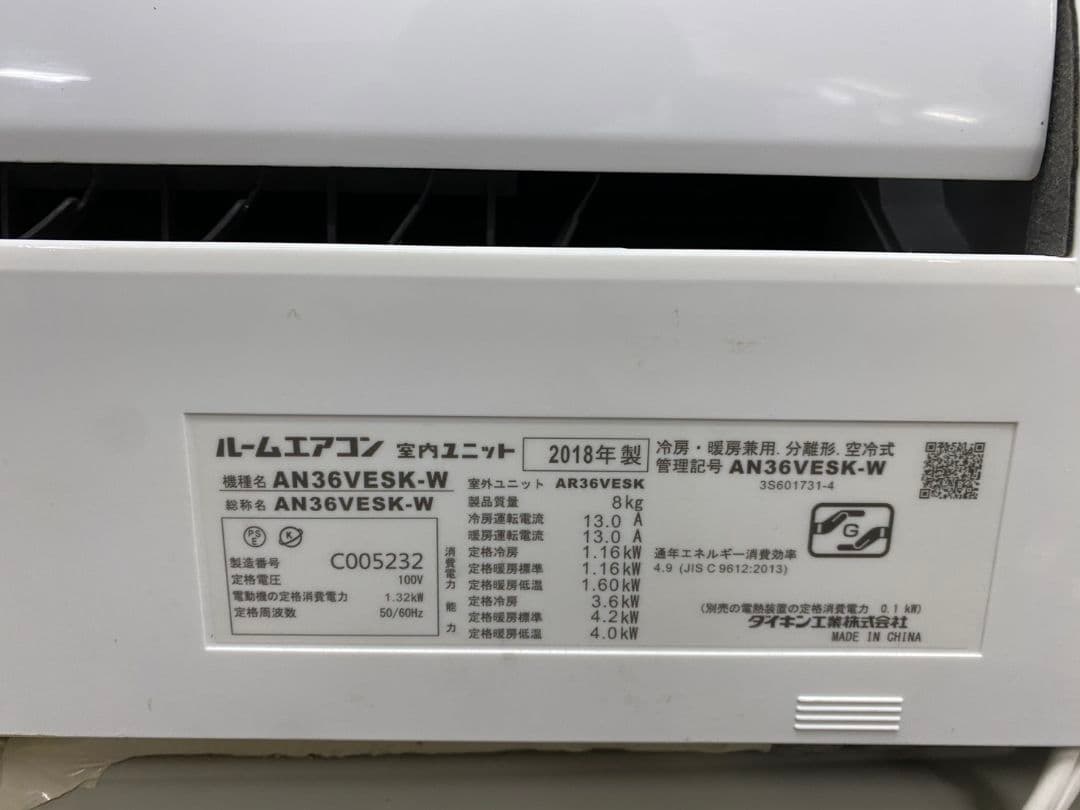 ルームエアコン 室内ユニット 2018年製
機種名 AN36VESK-W
総称名 AN36VESK-W
PSE
K
製造番号 C005232
定格電圧 100V
電動機の定格消費電力 1.32kW
定格周波数 50/60Hz
室外ユニット AR36VESK
製品質量 8kg
冷房運転電流 13.0 A
暖房運転電流 13.0 A
消費電力
定格冷房 1.16kW
定格暖房標準 1.16kW
定格暖房低温 1.60kW
能力
定格冷房 3.6kW
定格暖房標準 4.2kW
定格暖房低温 4.0kW
冷房・暖房兼用. 分離形. 空冷式
管理記号 AN36VESK-W
3S601731-4
G
通年エネルギー消費効率
4.9 (JIS C 9612:2013)
(別売の電熱装置の定格消費電力 0.1 kW)
ダイキン工業株式会社
MADE IN CHINA